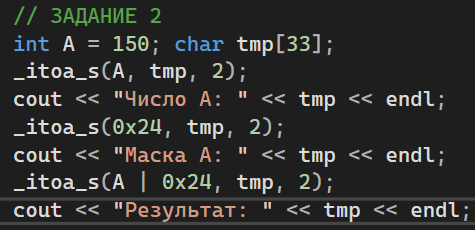 // ЗАДАНИЕ 2
int A = 150; char tmp[33];
_itoa_s(A, tmp, 2);
cout << "Число A: " << tmp << endl;
_itoa_s(0x24, tmp, 2);
cout << "Маска A: " << tmp << endl;
_itoa_s(A | 0x24, tmp, 2);
cout << "Результат: " << tmp << endl;